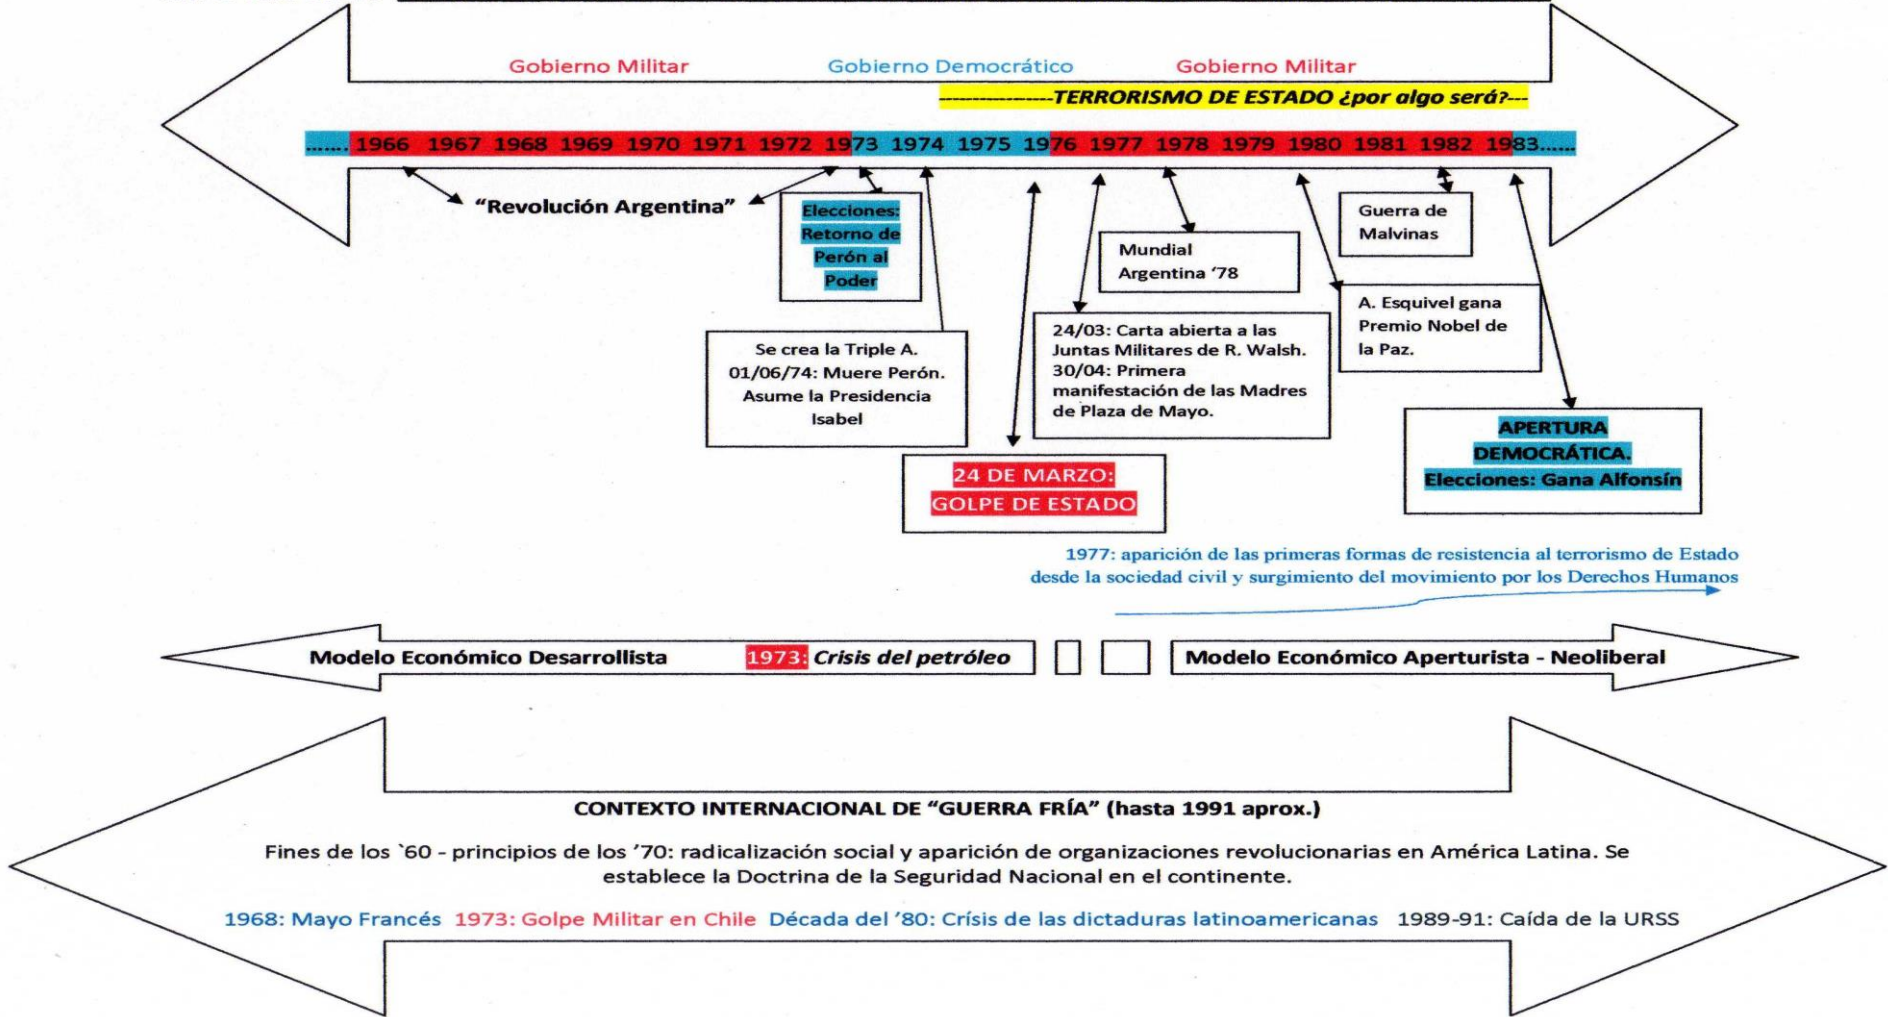 Gobierno Militar Gobierno Democrático Gobierno Militar
------------------TERRORISMO DE ESTADO ¿por algo será?---
....... 1966 1967 1968 1969 1970 1971 1972 1973 1974 1975 1976 1977 1978 1979 1980 1981 1982 1983......
“Revolución Argentina”
Elecciones:
Retorno de
Perón al
Poder
Se crea la Triple A.
01/06/74: Muere Perón.
Asume la Presidencia
Isabel
24 DE MARZO:
GOLPE DE ESTADO
24/03: Carta abierta a las
Juntas Militares de R. Walsh.
30/04: Primera
manifestación de las Madres
de Plaza de Mayo.
Mundial
Argentina ’78
Guerra de
Malvinas
A. Esquivel gana
Premio Nobel de
la Paz.
APERTURA
DEMOCRÁTICA.
Elecciones: Gana Alfonsín
1977: aparición de las primeras formas de resistencia al terrorismo de Estado
desde la sociedad civil y surgimiento del movimiento por los Derechos Humanos
Modelo Económico Desarrollista 1973: Crisis del petróleo Modelo Económico Aperturista - Neoliberal
CONTEXTO INTERNACIONAL DE “GUERRA FRÍA” (hasta 1991 aprox.)
Fines de los `60 - principios de los ’70: radicalización social y aparición de organizaciones revolucionarias en América Latina. Se
establece la Doctrina de la Seguridad Nacional en el continente.
1968: Mayo Francés 1973: Golpe Militar en Chile Década del ’80: Crísis de las dictaduras latinoamericanas 1989-91: Caída de la URSS